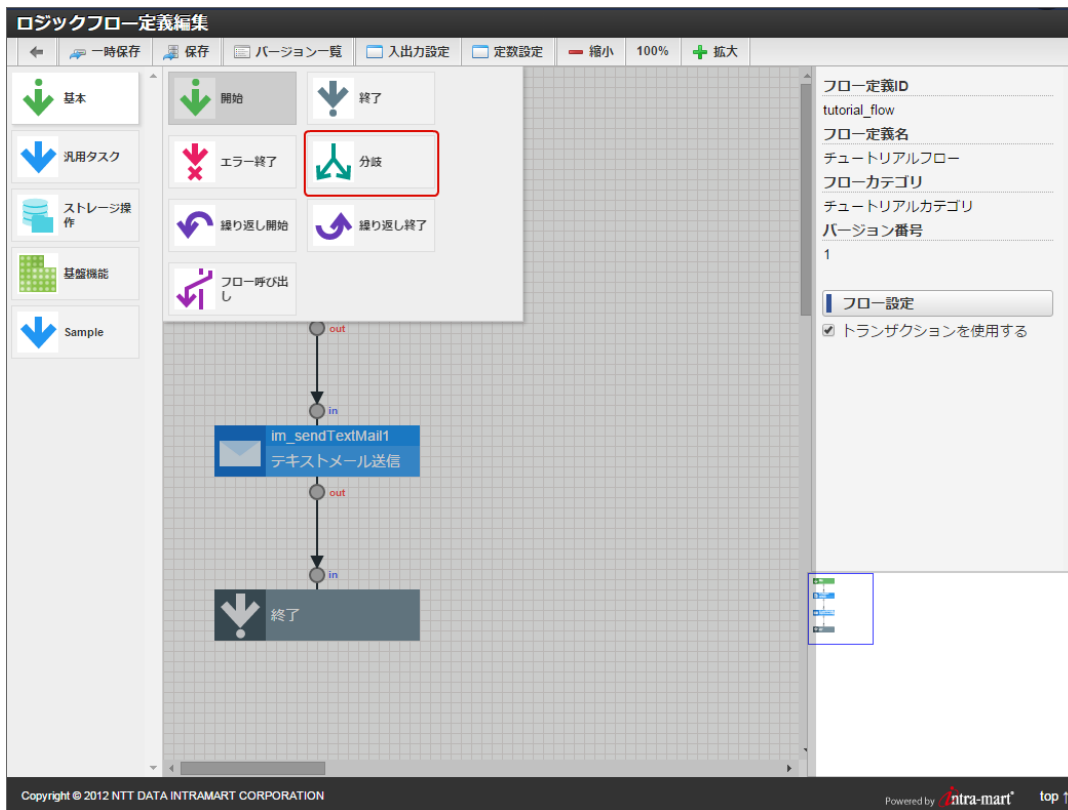 ロジックフロー定義編集
一時保存 保存 バージョン一覧 入出力設定 定数設定 縮小 100% 拡大
基本
汎用タスク
ストレージ操
作
基盤機能
Sample
開始 終了
エラー終了 分岐
繰り返し開始 繰り返し終了
フロー呼び出
し
out
in
im_sendTextMail1
テキストメール送信
out
in
終了
フロー定義ID
tutorial_flow
フロー定義名
チュートリアルフロー
フローカテゴリ
チュートリアルカテゴリ
バージョン番号
1
フロー設定
トランザクションを使用する
Copyright © 2012 NTT DATA INTRAMART CORPORATION
Powered by intra-mart
top ↑